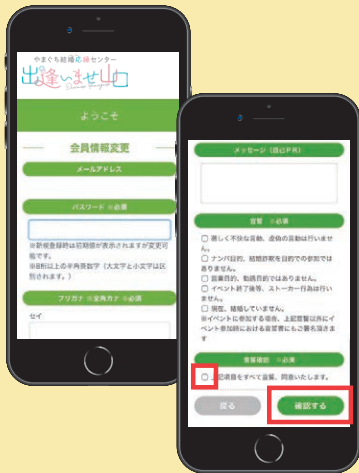 やまぐち結婚応縁センター
出逢いませ山口
ようこそ
会員情報変更
メールアドレス
パスワード ※必須
※新規登録時は初期値が表示されますが変更可
能です。
※8桁以上の半角英数字（大文字と小文字は区
別されます。）
フリガナ ※全角カナ ※必須
セイ
メッセージ（自己PR）
宣誓 ※必須
著しく不快な言動、虚偽の言動は行いませ
ん。
ナンパ目的、結婚詐欺を目的での参加では
ありません。
営業目的、勧誘目的ではありません。
イベント終了後等、ストーカー行為は行い
ません。
現在、結婚していません。
※イベントに参加する場合、上記宣誓以外にイ
ベント参加時における宣誓書にもご署名頂きま
す
宣誓確認 ※必須
上記項目をすべて宣誓、同意いたします。
戻る
確認する